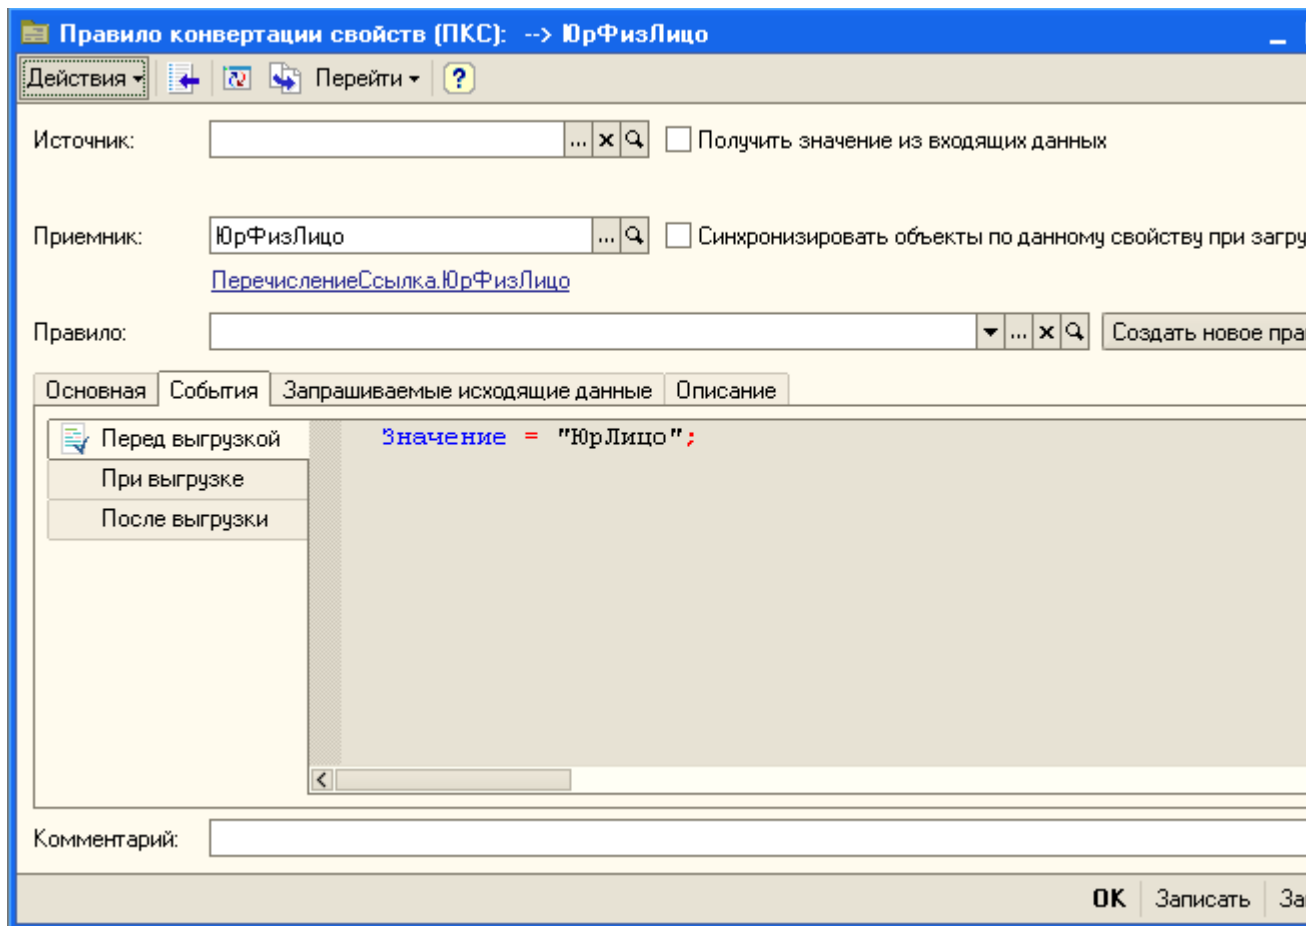 Правило конвертации свойств (ПКС): --> ЮрФизЛицо
Действия Перейти ?
Источник: ... x Получить значение из входящих данных
Приемник: ЮрФизЛицо ... Синхронизировать объекты по данному свойству при загру
ПеречислениеСсылка.ЮрФизЛицо
Правило: ... x Создать новое пра
Основная События Запрашиваемые исходящие данные Описание
Перед выгрузкой Значение = "ЮрЛицо";
При выгрузке
После выгрузки
Комментарий:
OK Записать За